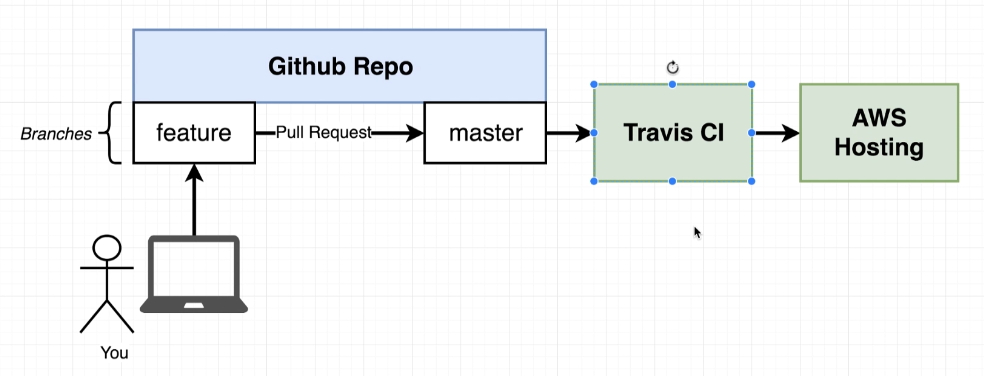 Github Repo
Branches
feature
Pull Request
master
Travis CI
AWS
Hosting
You